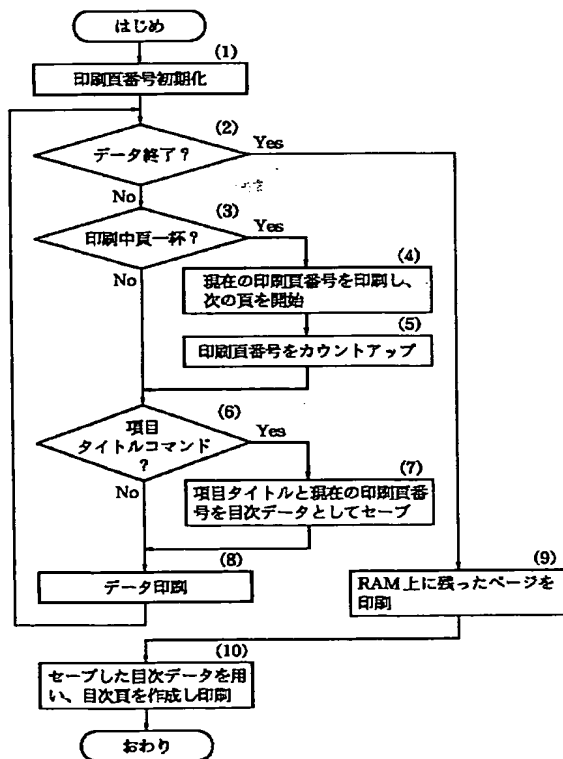 はじめ
(1)
印刷頁番号初期化
(2)
データ終了?
Yes
No
(3)
印刷中頁一杯?
Yes
No
(4)
現在の印刷頁番号を印刷し、
次の頁を開始
(5)
印刷頁番号をカウントアップ
(6)
項目
タイトルコマンド
?
Yes
No
(7)
項目タイトルと現在の印刷頁番
号を目次データとしてセーブ
(8)
データ印刷
(9)
RAM上に残ったページを
印刷
(10)
セーブした目次データを用
い、目次頁を作成し印刷
おわり